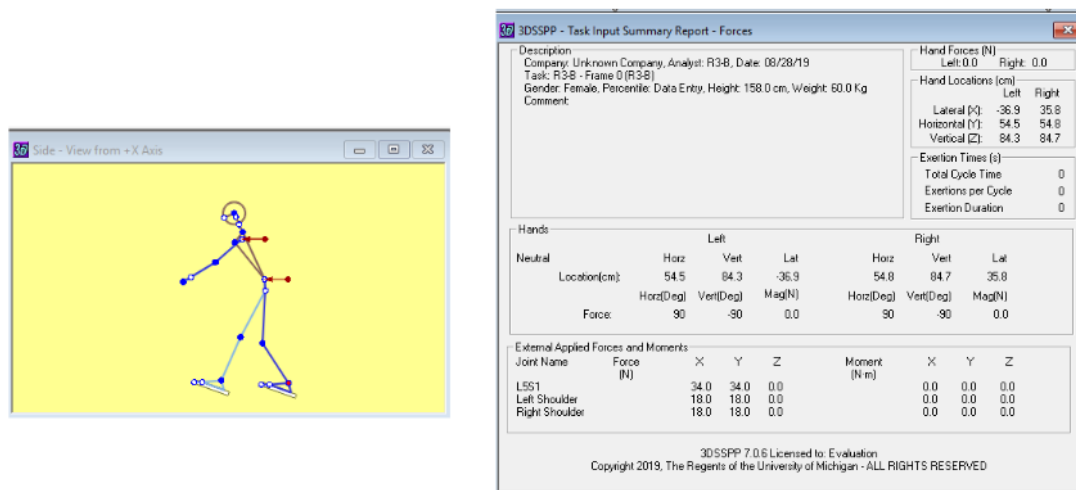 Side - View from +X Axis
3DSSPP - Task Input Summary Report - Forces
Description
Company: Unknown Company, Analyst: R3-B, Date: 08/28/19
Task: R3-B - Frame 0 (R3-B)
Gender: Female, Percentile: Data Entry, Height: 158.0 cm, Weight: 60.0 Kg
Comment:
Hand Forces (N)
Left: 0.0 Right: 0.0
Hand Locations (cm)
Left Right
Lateral (X): -36.9 35.8
Horizontal (Y): 54.5 54.8
Vertical (Z): 84.3 84.7
Exertion Times (s)
Total Cycle Time 0
Exertions per Cycle 0
Exertion Duration 0
Hands
Left Right
Neutral Horz Vert Lat Horz Vert Lat
Location(cm): 54.5 84.3 -36.9 54.8 84.7 35.8
Horz(Deg) Vert(Deg) Mag(N) Horz(Deg) Vert(Deg) Mag(N)
Force: 90 -90 0.0 90 -90 0.0
External Applied Forces and Moments
Joint Name Force X Y Z Moment X Y Z
(N) (N·m)
L5S1 34.0 34.0 0.0 0.0 0.0 0.0
Left Shoulder 18.0 18.0 0.0 0.0 0.0 0.0
Right Shoulder 18.0 18.0 0.0 0.0 0.0 0.0
3DSSPP 7.0.6 Licensed to: Evaluation
Copyright 2019, The Regents of the University of Michigan - ALL RIGHTS RESERVED